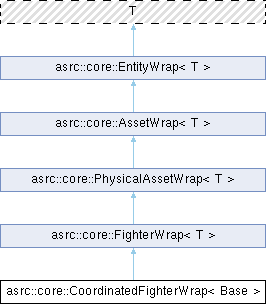 T
asrc::core::EntityWrap< T >
asrc::core::AssetWrap< T >
asrc::core::PhysicalAssetWrap< T >
asrc::core::FighterWrap< T >
asrc::core::CoordinatedFighterWrap< Base >